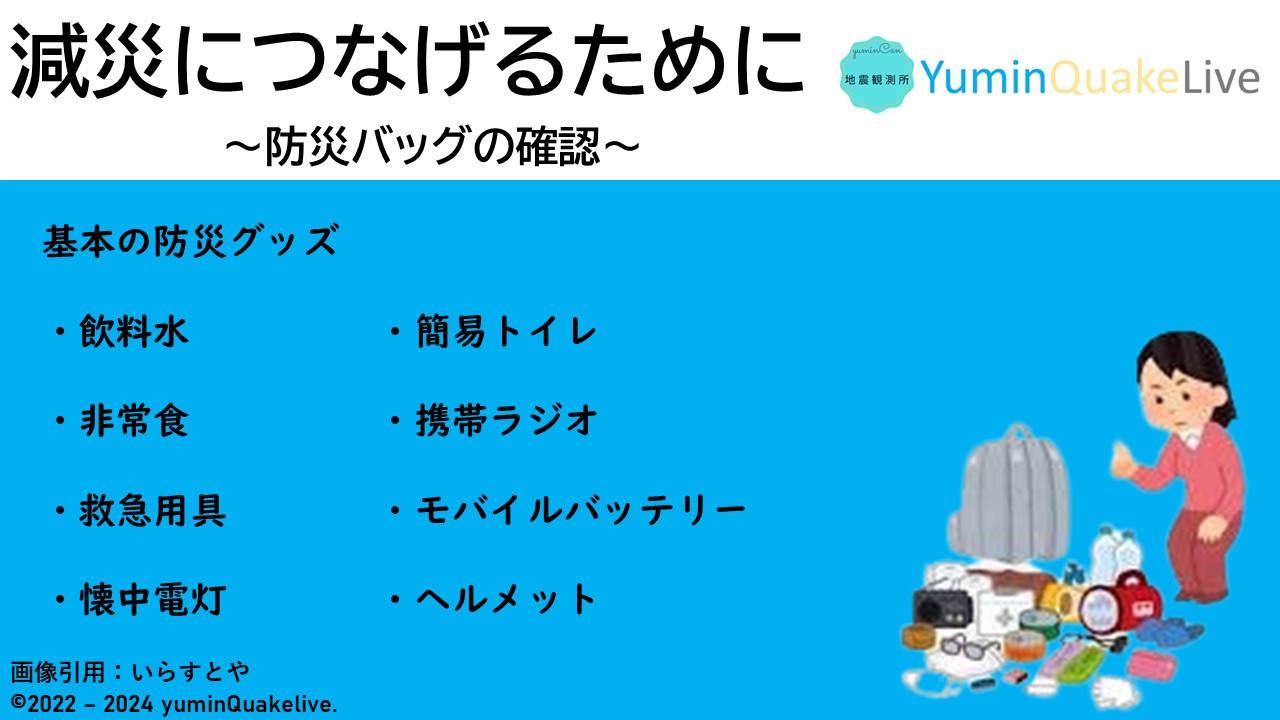 減災につなげるために
yuminCan
地震観測所
YuminQuakeLive
～防災バッグの確認～
基本の防災グッズ
・飲料水
・簡易トイレ
・非常食
・携帯ラジオ
・救急用具
・モバイルバッテリー
・懐中電灯
・ヘルメット
画像引用：いらすとや
©2022 – 2024 yuminQuakelive.